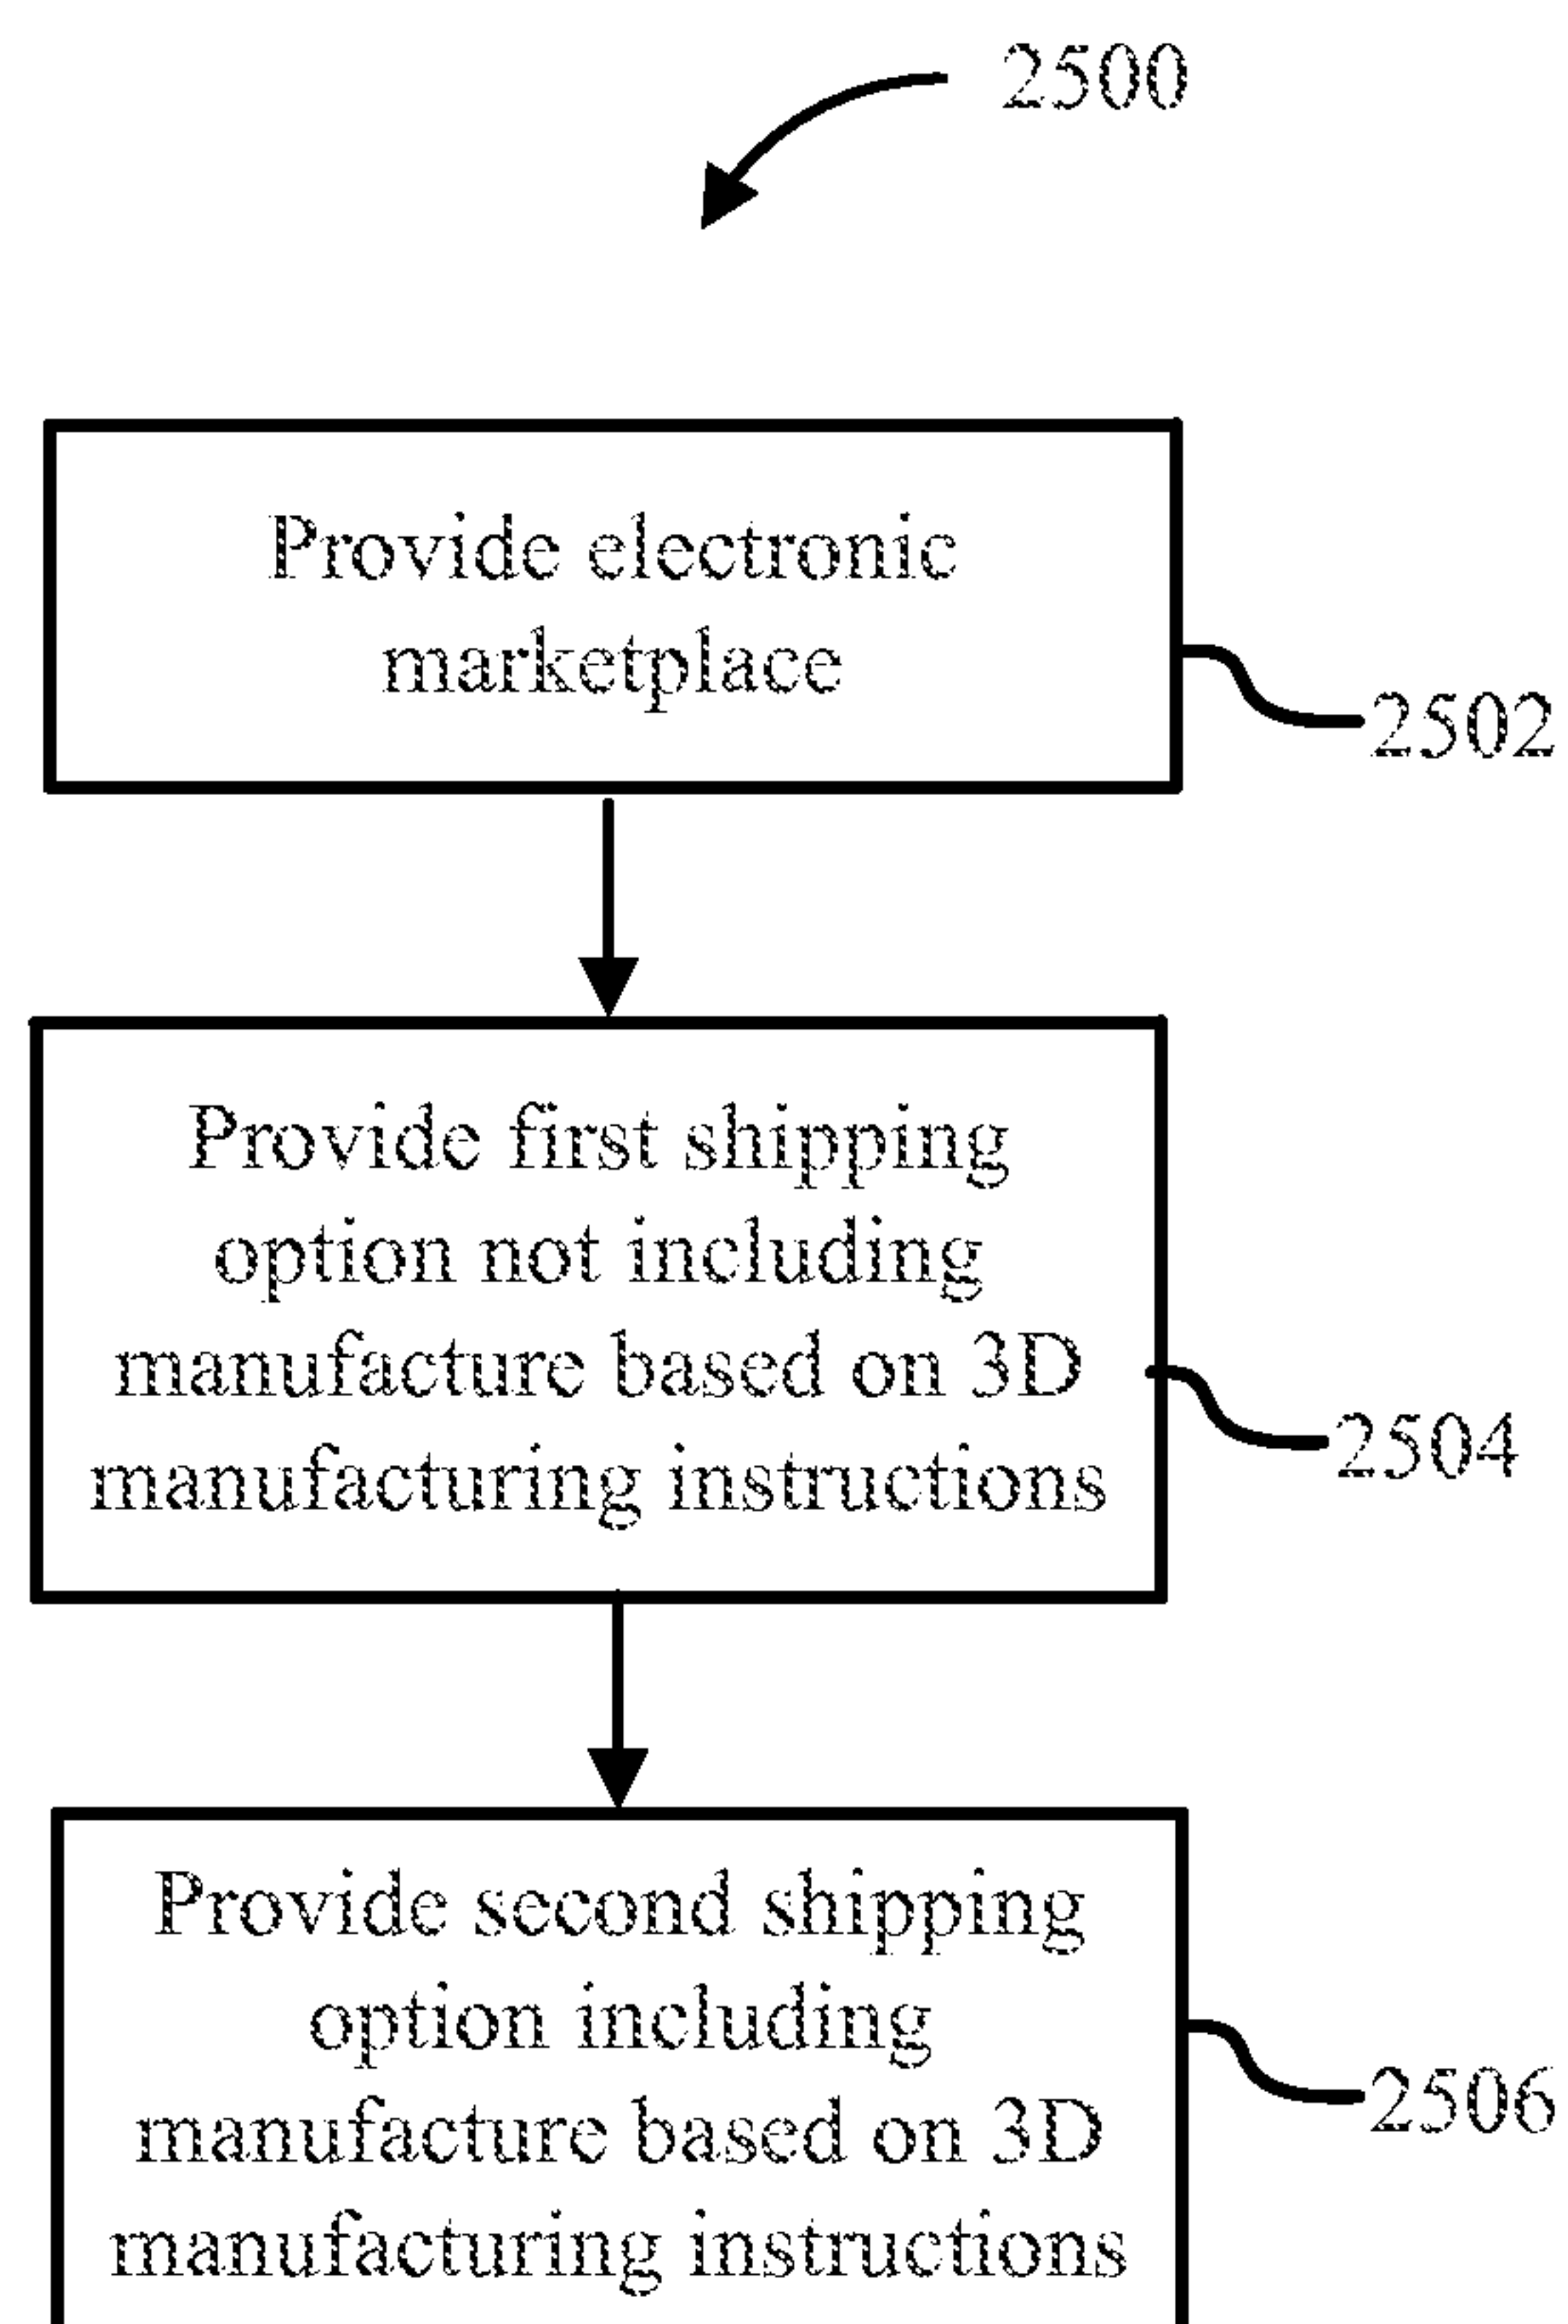 2500
Provide electronic
marketplace
2502
Provide first shipping
option not including
manufacture based on 3D
manufacturing instructions
2504
Provide second shipping
option including
manufacture based on 3D
manufacturing instructions
2506